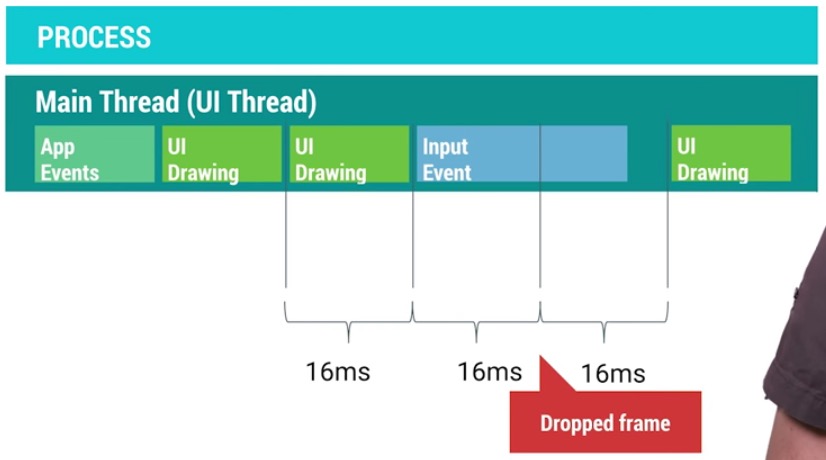 PROCESS
Main Thread (UI Thread)
App
Events
UI
Drawing
UI
Drawing
Input
Event
UI
Drawing
16ms
16ms
16ms
Dropped frame